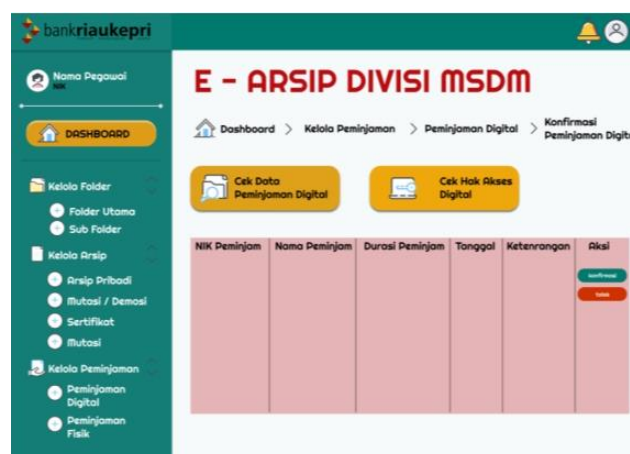 bankriaukepri
Nama Pegawai
NIK
DASHBOARD
Kelola Folder
Folder Utama
Sub Folder
Kelola Arsip
Arsip Pribadi
Mutasi / Demosi
Sertifikat
Mutasi
Kelola Peminjaman
Peminjaman
Digital
Peminjaman
Fisik
E - ARSIP DIVISI MSDM
Dashboard > Kelola Peminjaman > Peminjaman Digital > Konfirmasi
Peminjaman Digita
Cek Data
Peminjaman Digital
Cek Hak Akses
Digital
NIK Peminjam Nama Peminjam Durasi Peminjam Tanggal Ketenrangan Aksi
konfirmasi
tolak